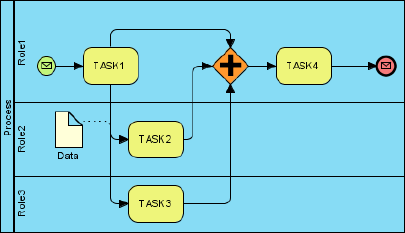 Process
Role1
TASK1
TASK4
Role2
Data
TASK2
Role3
TASK3